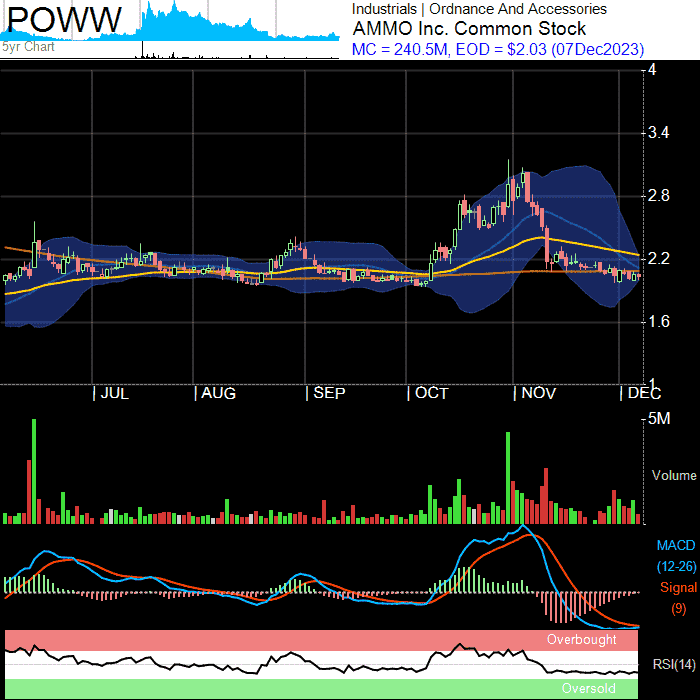 POWW
5yr Chart
Industrials | Ordnance And Accessories
AMMO Inc. Common Stock
MC = 240.5M, EOD = $2.03 (07Dec2023)
4
3.4
2.8
2.2
1.6
1
| JUL | AUG | SEP | OCT | NOV | DEC
5M
Volume
MACD
(12-26)
Signal
(9)
Overbought
RSI(14)
Oversold